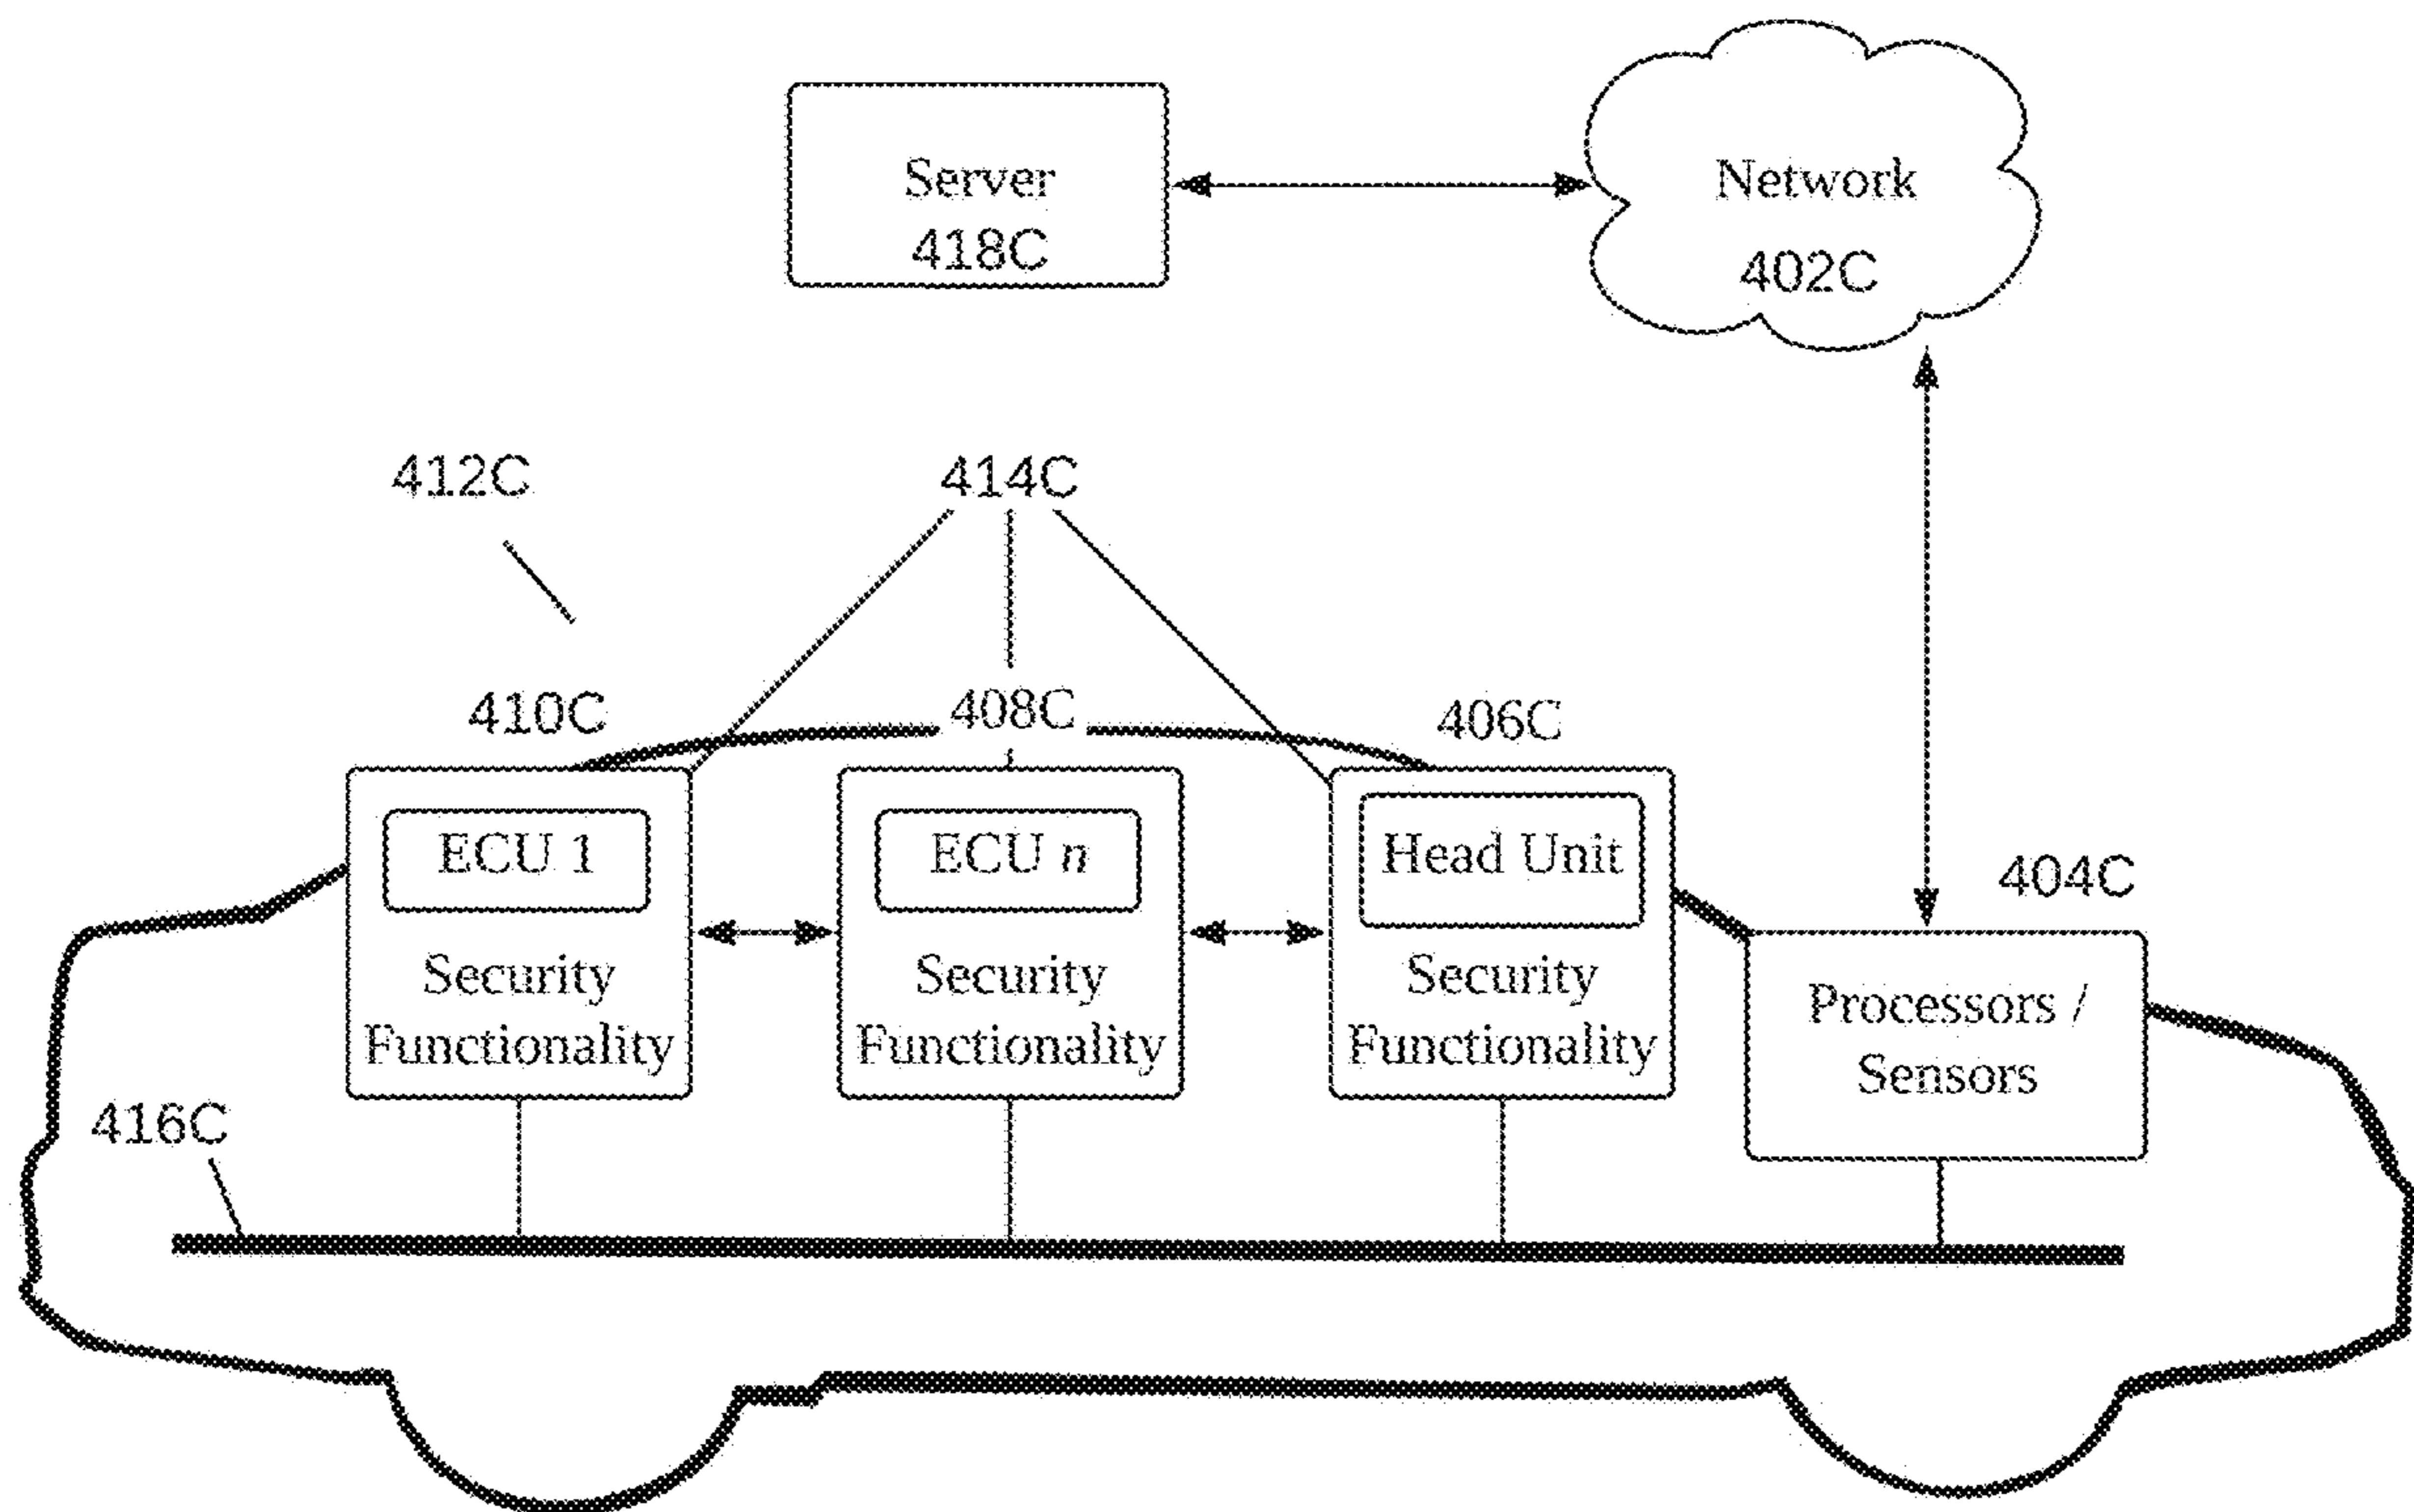 Server
418C
Network
402C
412C
414C
410C
408C
406C
ECU 1
ECU n
Head Unit
404C
Security
Functionality
Security
Functionality
Security
Functionality
Processors /
Sensors
416C